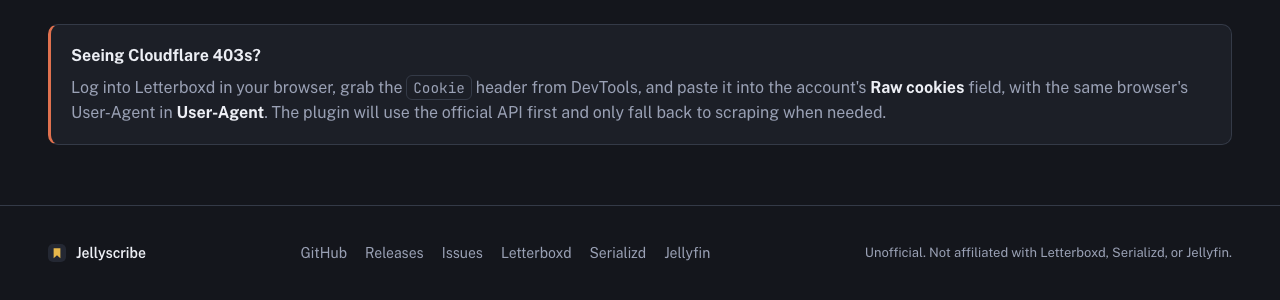 Seeing Cloudflare 403s?
Log into Letterboxd in your browser, grab the Cookie header from DevTools, and paste it into the account's Raw cookies field, with the same browser's
User-Agent in User-Agent. The plugin will use the official API first and only fall back to scraping when needed.
Jellyscribe GitHub Releases Issues Letterboxd Serializd Jellyfin Unofficial. Not affiliated with Letterboxd, Serializd, or Jellyfin.